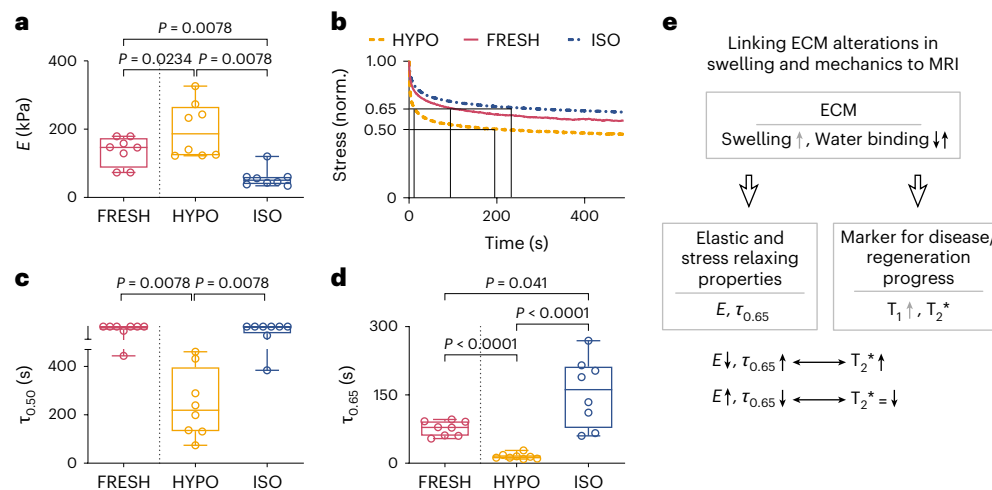 a
P = 0.0078
P = 0.0234
P = 0.0078
400
200
0
E (kPa)
FRESH
HYPO
ISO
b
HYPO
FRESH
ISO
1.00
0.65
0.50
0
Stress (norm.)
0
200
400
Time (s)
c
P = 0.0078
P = 0.0078
400
200
0
τ0.50 (s)
FRESH
HYPO
ISO
d
P = 0.041
P < 0.0001
P < 0.0001
300
150
0
τ0.65 (s)
FRESH
HYPO
ISO
e
Linking ECM alterations in
swelling and mechanics to MRI
ECM
Swelling ↑, Water binding ↓↑
Elastic and
stress relaxing
properties
E, τ0.65
Marker for disease/
regeneration
progress
T1 ↑, T2*
E↓, τ0.65 ↑ ↔ T2* ↑
E↑, τ0.65 ↓ ↔ T2* = ↓